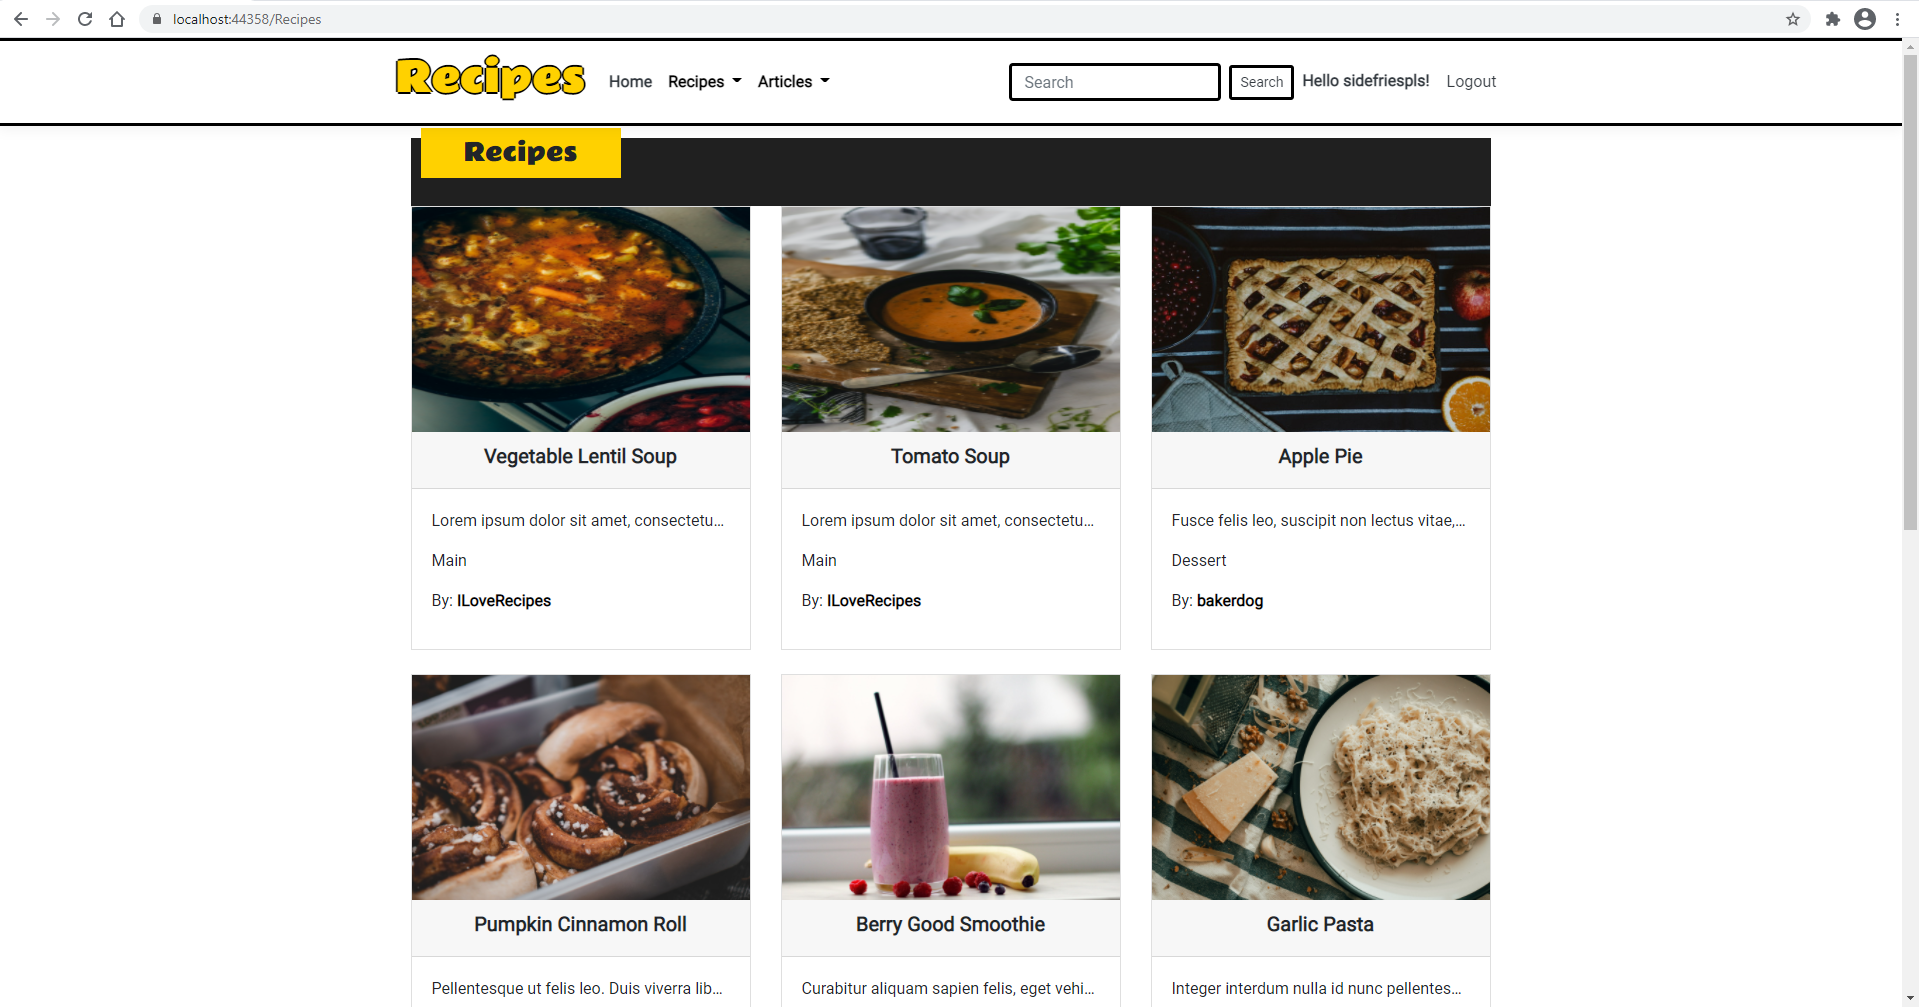 localhost:44358/Recipes
Recipes
Home Recipes Articles
Search
Search
Hello sidefriespls!
Logout
Recipes
Vegetable Lentil Soup
Lorem ipsum dolor sit amet, consectetu...
Main
By: ILoveRecipes
Tomato Soup
Lorem ipsum dolor sit amet, consectetu...
Main
By: ILoveRecipes
Apple Pie
Fusce felis leo, suscipit non lectus vitae,...
Dessert
By: bakerdog
Pumpkin Cinnamon Roll
Pellentesque ut felis leo. Duis viverra lib...
Berry Good Smoothie
Curabitur aliquam sapien felis, eget vehi...
Garlic Pasta
Integer interdum nulla id nunc pellentes...